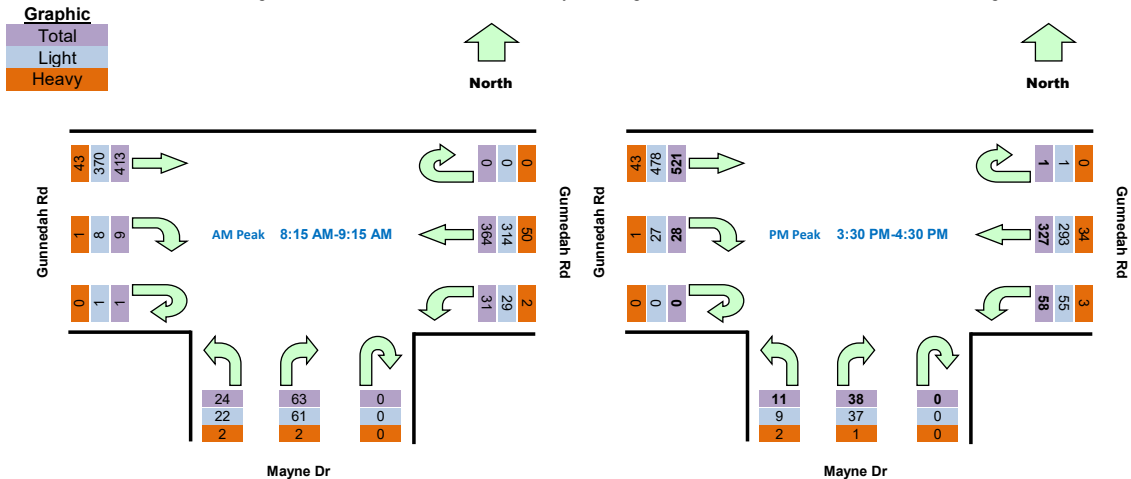 Graphic
Total
Light
Heavy
North
North
43 370 413
0 0 0
43 478 521
1 1 0
Gunnedah Rd
Gunnedah Rd
Gunnedah Rd
Gunnedah Rd
1 8 9
AM Peak 8:15 AM-9:15 AM
364 314 50
1 27 28
PM Peak 3:30 PM-4:30 PM
327 293 34
0 1 1
31 29 2
0 0 0
58 55 3
24 63 0
22 61 0
2 2 0
11 38 0
9 37 0
2 1 0
Mayne Dr
Mayne Dr